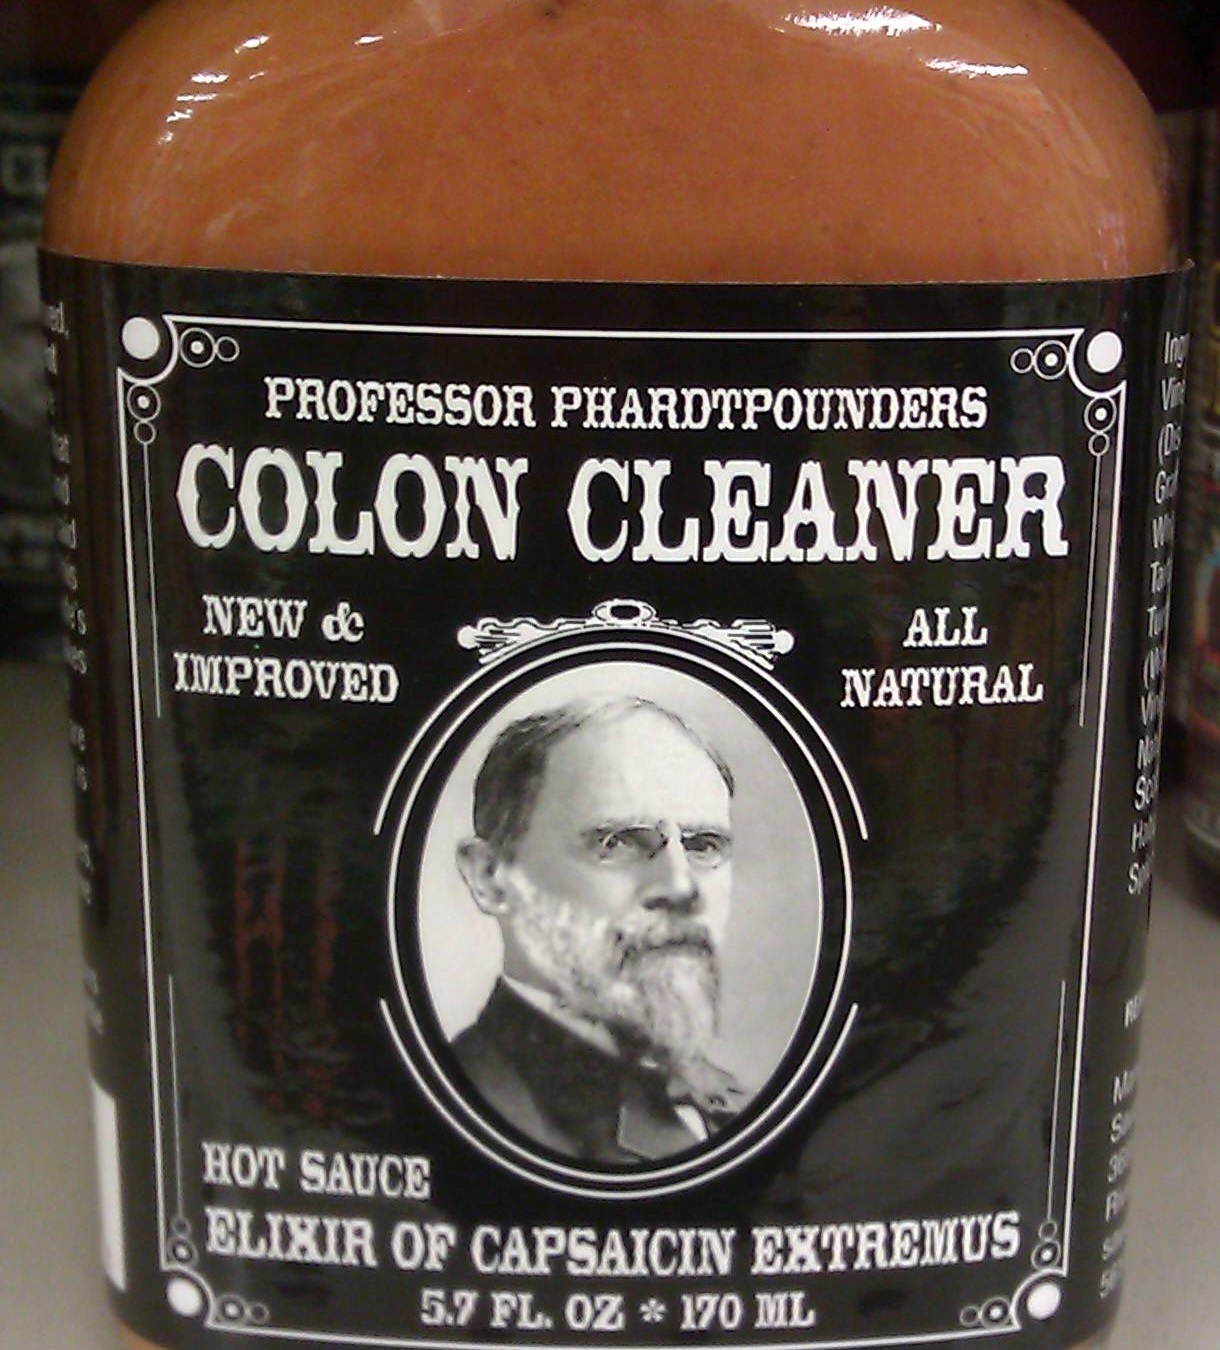 PROFESSOR PHARDTPOUNDERS
COLON CLEANER
NEW &
IMPROVED
ALL
NATURAL
HOT SAUCE
ELIXIR OF CAPSAICIN EXTREMUS
5.7 FL. OZ * 170 ML